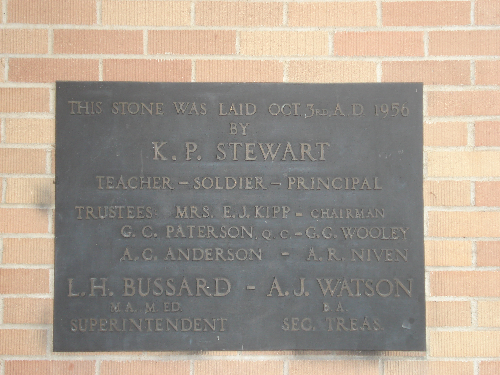 THIS STONE WAS LAID OCT. 3RD. A.D 1956
BY
K. P. STEWART
TEACHER – SOLDIER – PRINCIPAL
TRUSTEES: MRS. E. J. KIPP – CHAIRMAN
G. C. PATERSON, Q. C. – G. G. WOOLEY
A. G. ANDERSON – A. R. NIVEN
L. H. BUSSARD – A. J. WATSON
M.A. M.ED. B.A.
SUPERINTENDENT SEC. TREAS.